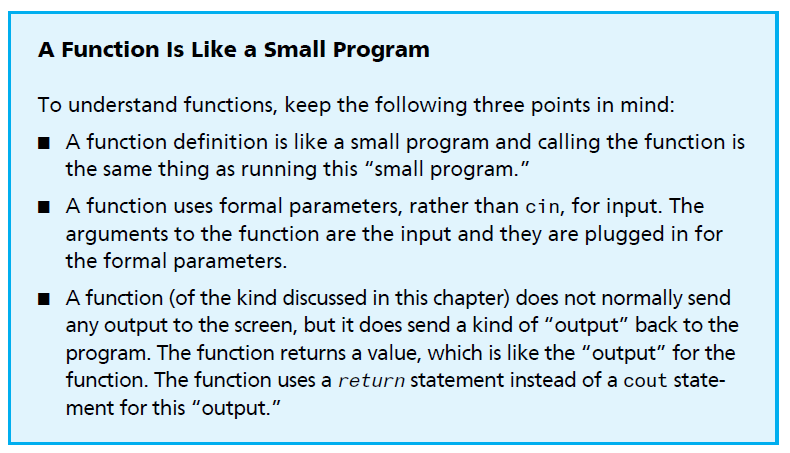 A Function Is Like a Small Program
To understand functions, keep the following three points in mind:
■ A function definition is like a small program and calling the function is
the same thing as running this “small program.”
■ A function uses formal parameters, rather than cin, for input. The
arguments to the function are the input and they are plugged in for
the formal parameters.
■ A function (of the kind discussed in this chapter) does not normally send
any output to the screen, but it does send a kind of “output” back to the
program. The function returns a value, which is like the “output” for the
function. The function uses a return statement instead of a cout state-
ment for this “output.”